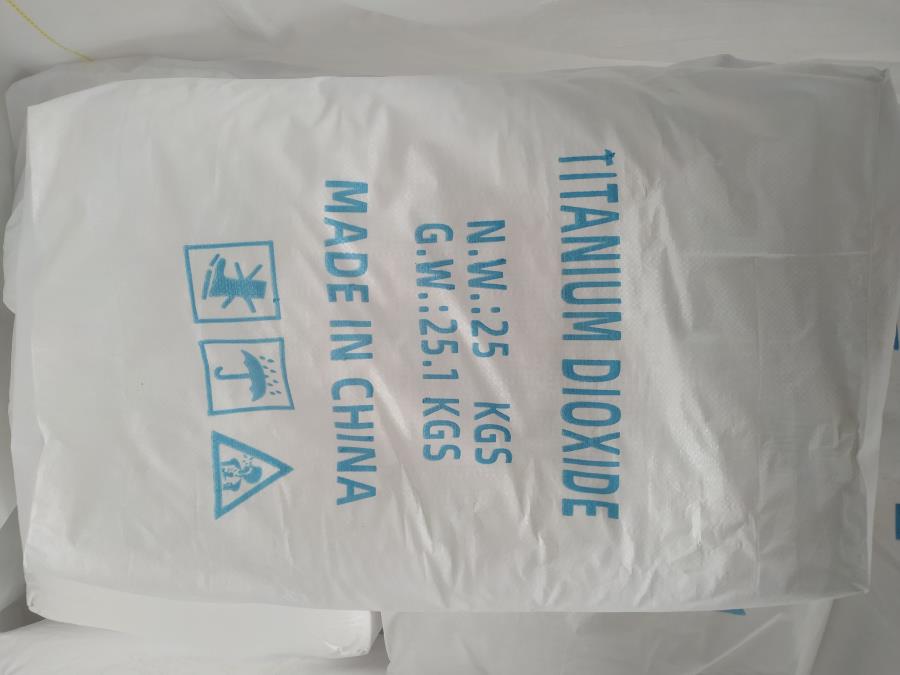 TITANIUM DIOXIDE
N.W.:25 KGS
G.W.:25.1 KGS
MADE IN CHINA